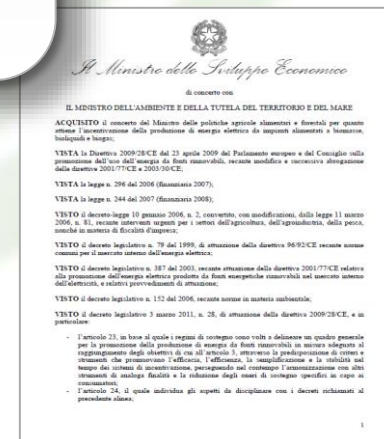 Il Ministro dello Sviluppo Economico
di concerto con
IL MINISTRO DELL'AMBIENTE E DELLA TUTELA DEL TERRITORIO E DEL MARE
ACQUISITO il concerto del Ministro delle politiche agricole alimentari e forestali per quanto
attiene l'incentivazione della produzione di energia elettrica da impianti alimentati a biomasse,
bioliquidi e biogas;
VISTA la Direttiva 2009/28/CE del 23 aprile 2009 del Parlamento europeo e del Consiglio sulla
promozione dell'uso dell'energia da fonti rinnovabili, recante modifica e successiva abrogazione
delle direttive 2001/77/CE e 2003/30/CE;
VISTA la legge n. 296 del 2006 (finanziaria 2007);
VISTA la legge n. 244 del 2007 (finanziaria 2008);
VISTO il decreto-legge 10 gennaio 2006, n. 2, convertito, con modificazioni, dalla legge 11 marzo
2006, n. 81, recante interventi urgenti per i settori dell'agricoltura, dell'agroindustria, della pesca,
nonché in materia di fiscalità d'impresa;
VISTO il decreto legislativo n. 79 del 1999, di attuazione della direttiva 96/92/CE recante norme
comuni per il mercato interno dell'energia elettrica;
VISTO il decreto legislativo n. 387 del 2003, recante attuazione della direttiva 2001/77/CE relativa
alla promozione dell'energia elettrica prodotta da fonti energetiche rinnovabili nel mercato interno
dell'elettricità, e relativi provvedimenti di attuazione;
VISTO il decreto legislativo n. 152 del 2006, recante norme in materia ambientale;
VISTO il decreto legislativo 3 marzo 2011, n. 28, di attuazione della direttiva 2009/28/CE, e in
particolare:
- l'articolo 23, in base al quale i regimi di sostegno sono volti a delineare un quadro generale
per la promozione della produzione di energia da fonti rinnovabili in misura adeguata al
raggiungimento degli obiettivi di cui all'articolo 3, attraverso la predisposizione di criteri e
strumenti che promuovano l'efficacia, l'efficienza, la semplificazione e la stabilità nel
tempo dei sistemi di incentivazione, perseguendo nel contempo l'armonizzazione con altri
strumenti di analoga finalità e la riduzione degli oneri di sostegno specifici in capo ai
consumatori;
- l'articolo 24, il quale individua gli aspetti da disciplinare con i decreti richiamati al
precedente alinea;
1